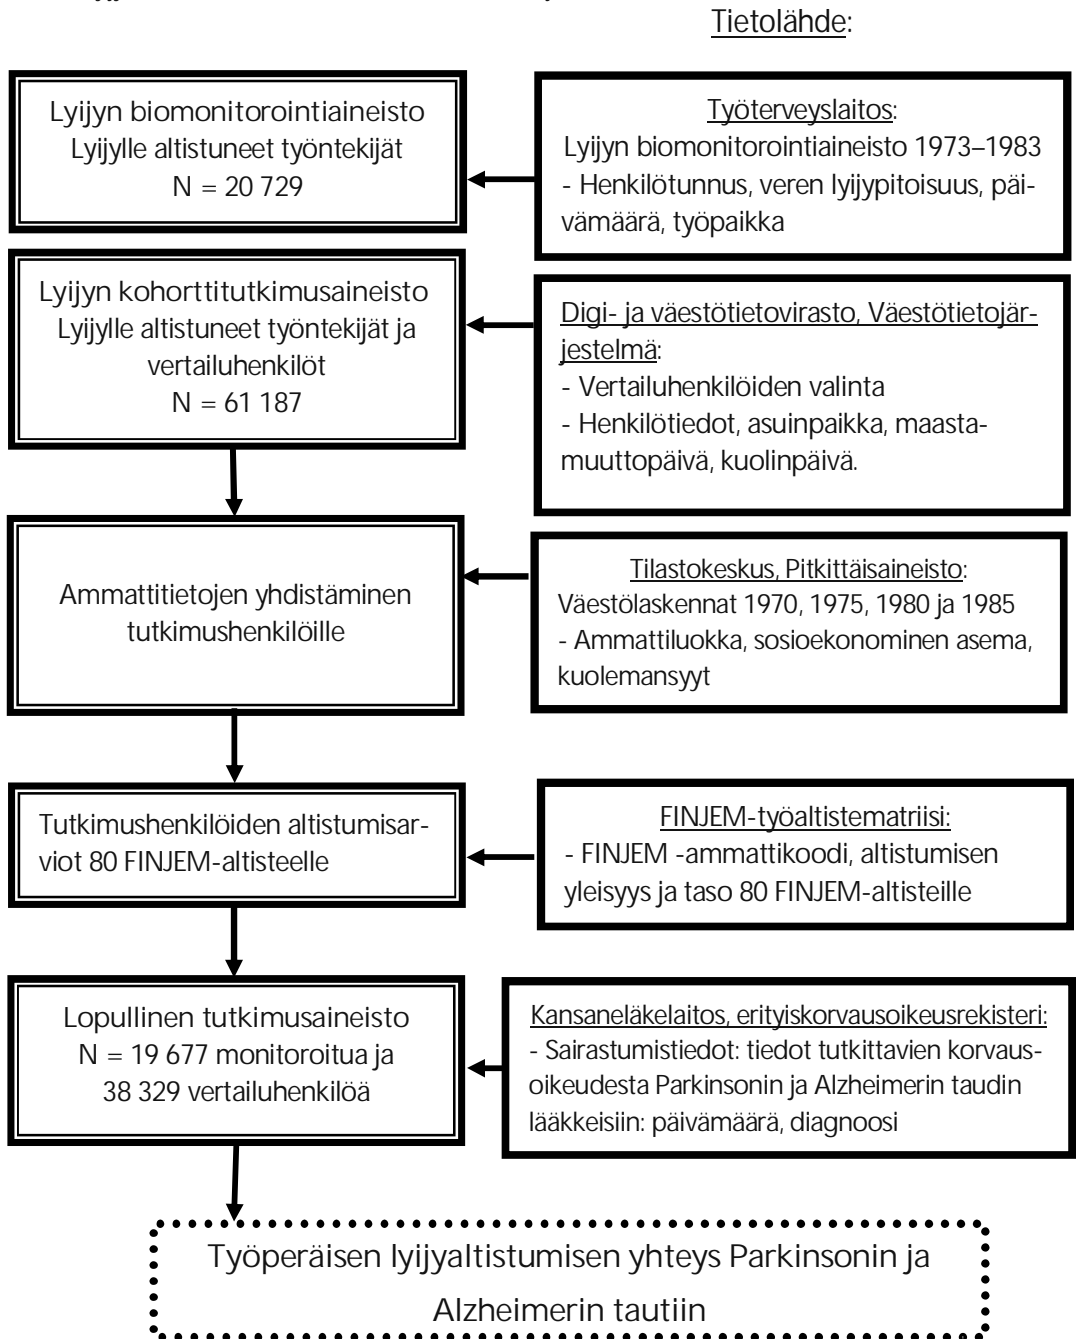 Tietolähde:
Lyijyn biomonitorointiaineisto
Lyijylle altistuneet työntekijät
N = 20 729
Työterveyslaitos:
Lyijyn biomonitorointiaineisto 1973–1983
- Henkilötunnus, veren lyijypitoisuus, päi-
vämäärä, työpaikka
Lyijyn kohorttitutkimusaineisto
Lyijylle altistuneet työntekijät ja
vertailuhenkilöt
N = 61 187
Digi- ja väestötietovirasto, Väestötietojär-
jestelmä:
- Vertailuhenkilöiden valinta
- Henkilötiedot, asuinpaikka, maasta-
muuttopäivä, kuolinpäivä.
Ammattitietojen yhdistäminen
tutkimushenkilöille
Tilastokeskus, Pitkittäisaineisto:
Väestölaskennat 1970, 1975, 1980 ja 1985
- Ammattiluokka, sosioekonominen asema,
kuolemansyyt
Tutkimushenkilöiden altistumisar-
viot 80 FINJEM-altisteelle
FINJEM-työaltistematriisi:
- FINJEM -ammattikoodi, altistumisen
yleisyys ja taso 80 FINJEM-altisteille
Lopullinen tutkimusaineisto
N = 19 677 monitoroitua ja
38 329 vertailuhenkilöä
Kansaneläkelaitos, erityiskorvausoikeusrekisteri:
- Sairastumistiedot: tiedot tutkittavien korvaus-
oikeudesta Parkinsonin ja Alzheimerin taudin
lääkkeisiin: päivämäärä, diagnoosi
Työperäisen lyijyaltistumisen yhteys Parkinsonin ja
Alzheimerin tautiin